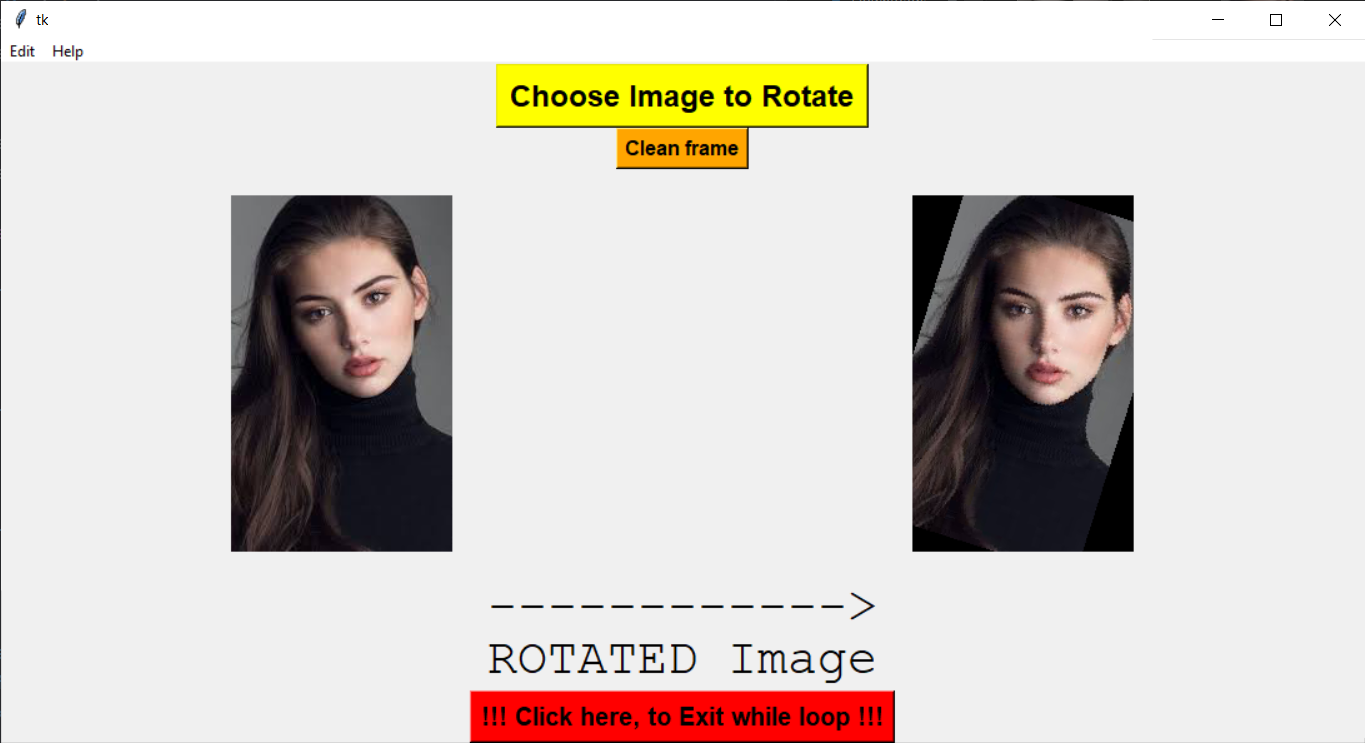 tk
Edit Help
Choose Image to Rotate
Clean frame
------------>
ROTATED Image
!!! Click here, to Exit while loop !!!